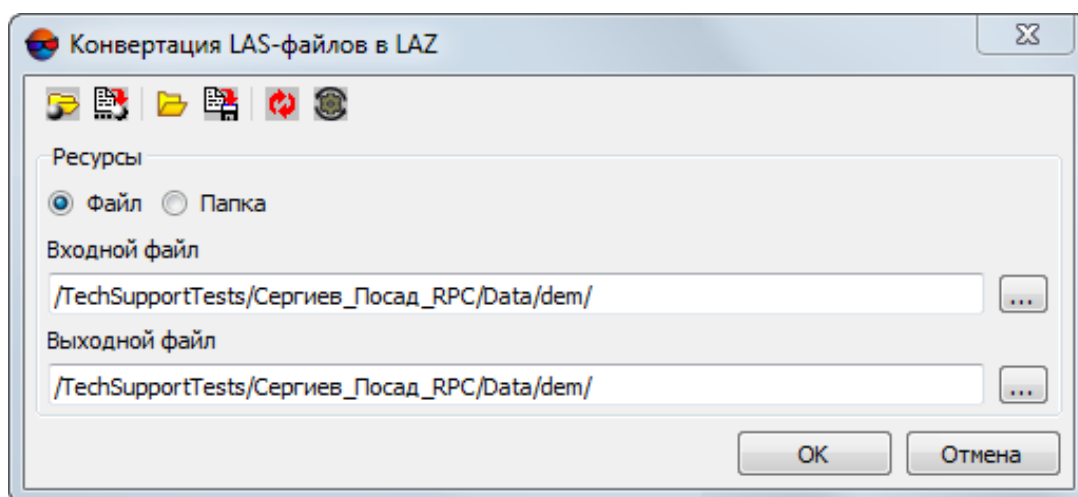 Конвертация LAS-файлов в LAZ
Ресурсы
Файл Папка
Входной файл
/TechSupportTests/Сергиев_Посад_RPC/Data/dem/
...
Выходной файл
/TechSupportTests/Сергиев_Посад_RPC/Data/dem/
...
OK Отмена